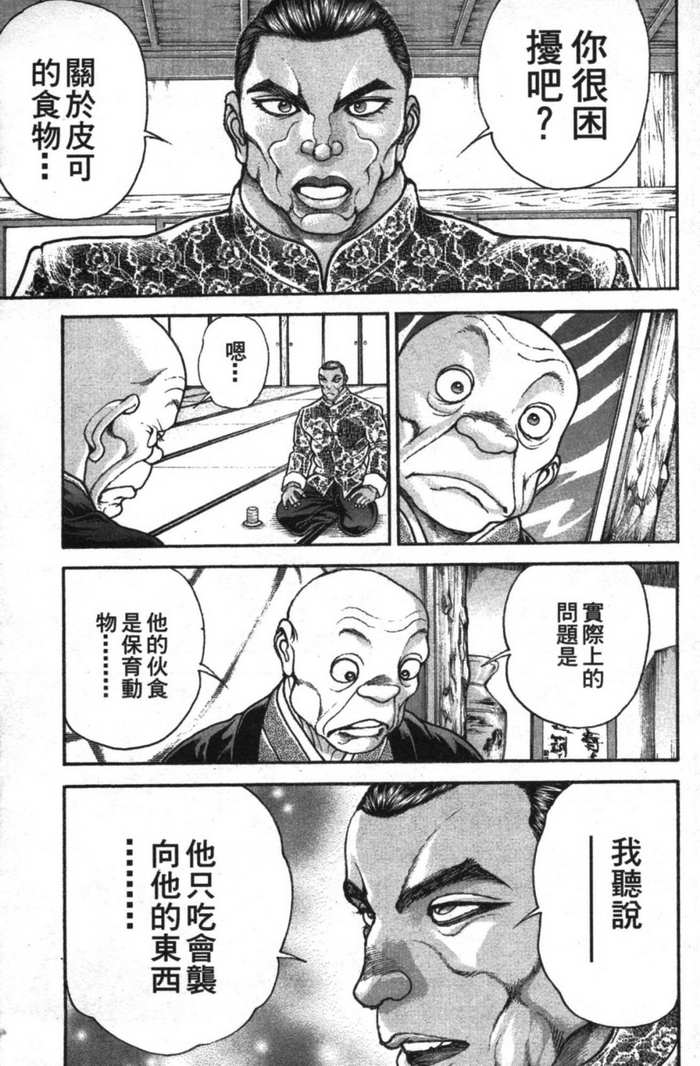 你很困
擾吧?
關於皮可
的食物…
嗯…
實際上的
問題是
他的伙食
是保育動
物………
我聽說
——
他只吃會襲
向他的東西
………